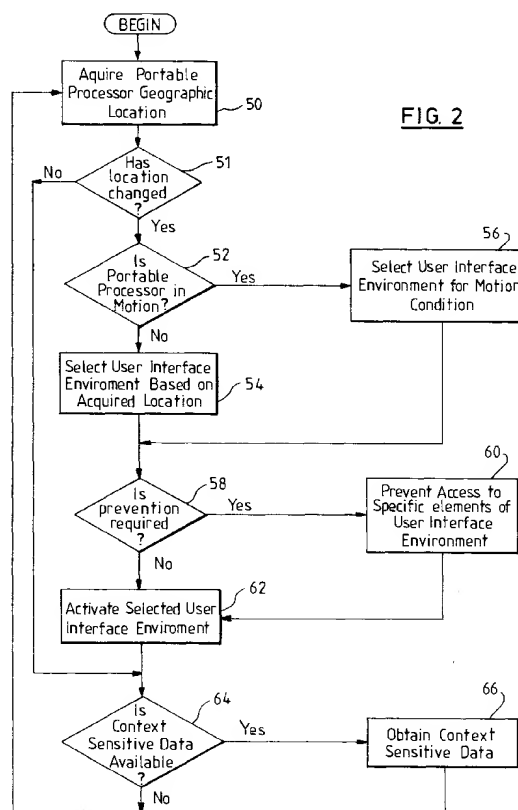 BEGIN
Aquire Portable
Processor Geographic
Location
50
FIG. 2
Has
location
changed
?
51
No
Yes
Is
Portable
Processor in
Motion?
52
Yes
No
56
Select User Interface
Environment for Motion
Condition
Select User Interface
Enviroment Based on
Acquired Location
54
Is
prevention
required
?
58
Yes
No
60
Prevent Access to
Specific elements of
User Interface
Environment
62
Activate Selected User
Interface Enviroment
Is
Context
Sensitive Data
Available
?
64
Yes
No
66
Obtain Context
Sensitive Data